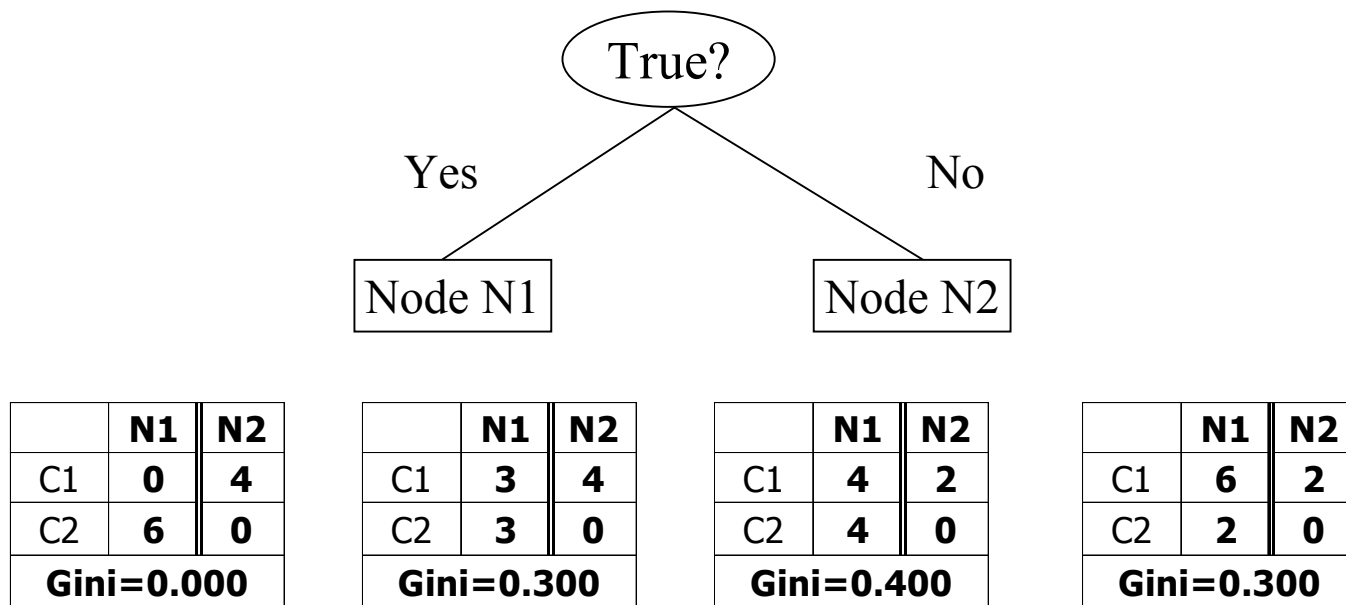 True?
Yes No
Node N1 Node N2
N1 N2
C1 0 4
C2 6 0
Gini=0.000
N1 N2
C1 3 4
C2 3 0
Gini=0.300
N1 N2
C1 4 2
C2 4 0
Gini=0.400
N1 N2
C1 6 2
C2 2 0
Gini=0.300